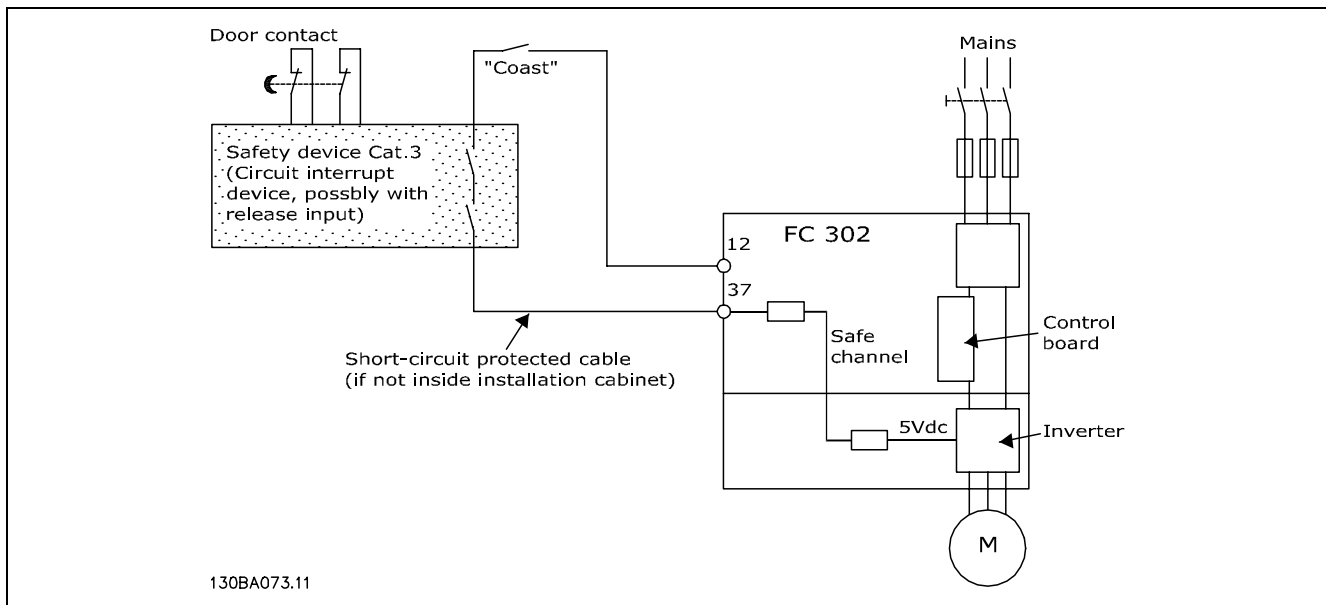 Door contact
"Coast"
Mains
Safety device Cat.3
(Circuit interrupt
device, possbly with
release input)
FC 302
12
37
Safe
channel
Control
board
Short-circuit protected cable
(if not inside installation cabinet)
5Vdc
Inverter
M
130BA073.11